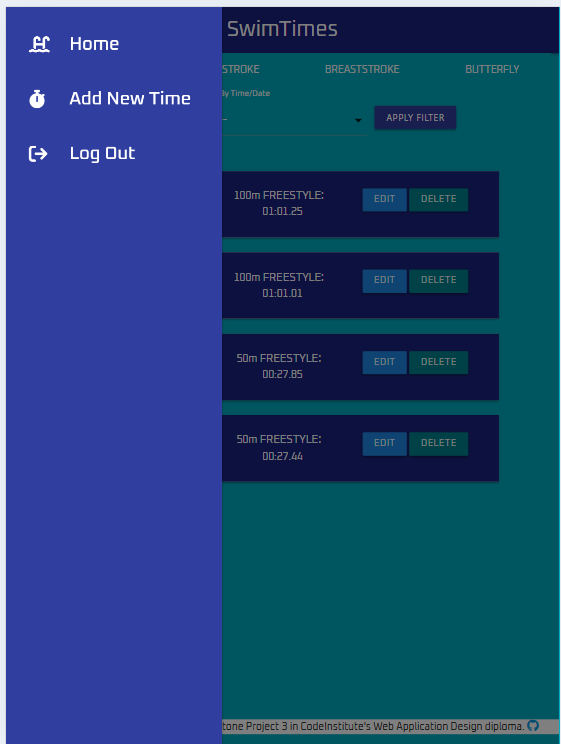 SwimTimes
Home
Add New Time
Log Out
STROKE BREASTSTROKE BUTTERFLY
By Time/Date
APPLY FILTER
100m FREESTYLE:
01:01.25
EDIT DELETE
100m FREESTYLE:
01:01.01
EDIT DELETE
50m FREESTYLE:
00:27.85
EDIT DELETE
50m FREESTYLE:
00:27.44
EDIT DELETE
tone Project 3 in CodeInstitute's Web Application Design diploma.